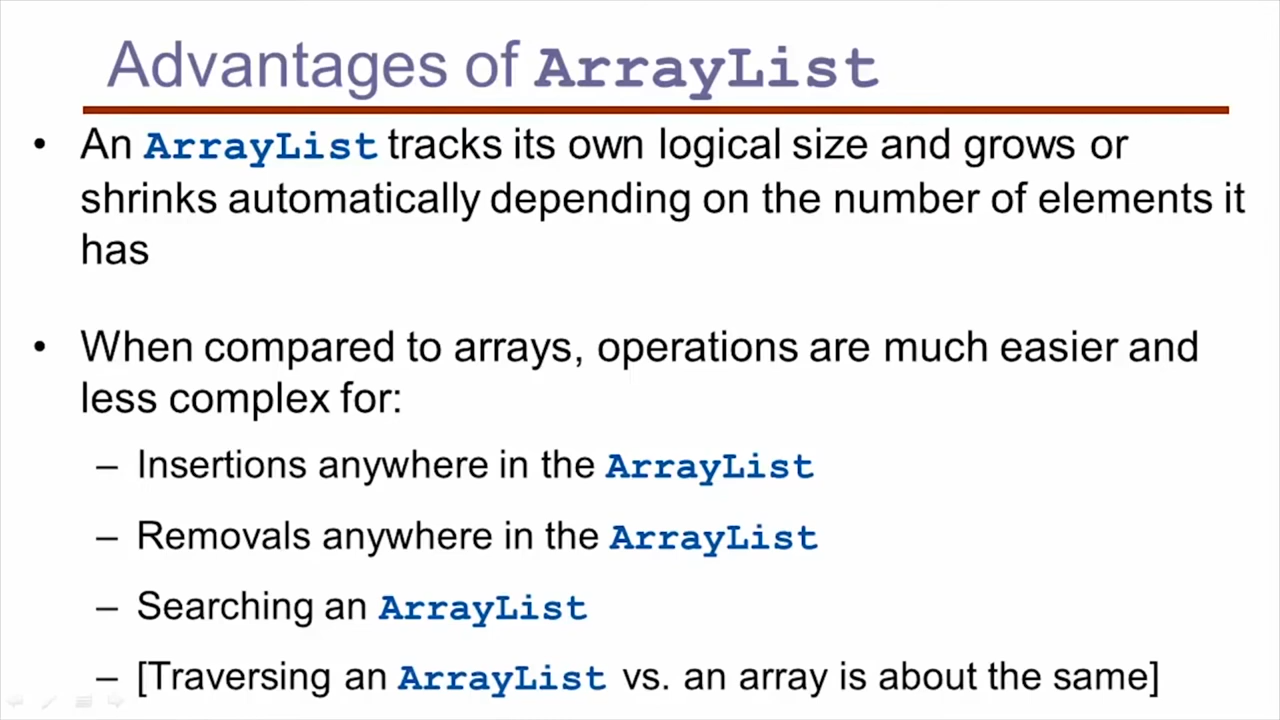 Advantages of ArrayList
• An ArrayList tracks its own logical size and grows or
shrinks automatically depending on the number of elements it
has
• When compared to arrays, operations are much easier and
less complex for:
– Insertions anywhere in the ArrayList
– Removals anywhere in the ArrayList
– Searching an ArrayList
– [Traversing an ArrayList vs. an array is about the same]